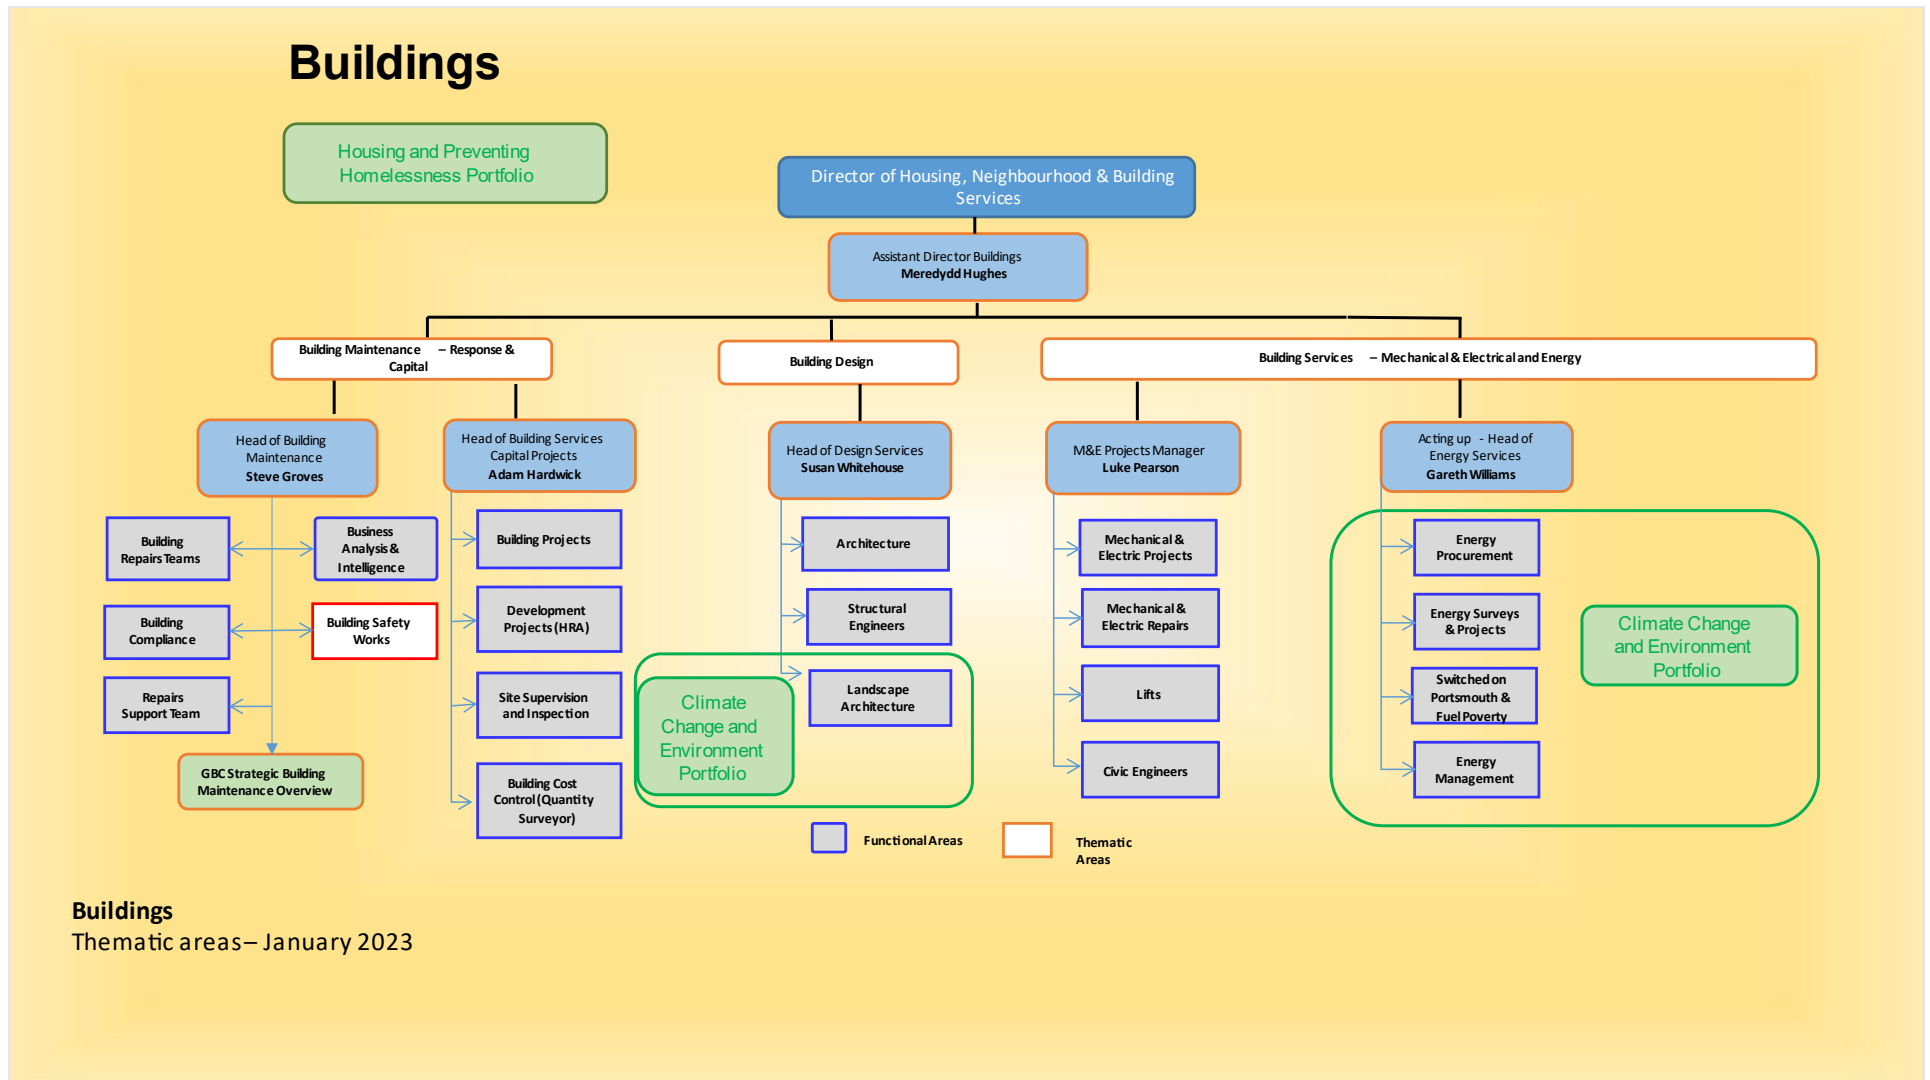 Buildings
Housing and Preventing
Homelessness Portfolio
Director of Housing, Neighbourhood & Building
Services
Assistant Director Buildings
Meredydd Hughes
Building Maintenance – Response &
Capital
Building Design
Building Services – Mechanical & Electrical and Energy
Head of Building
Maintenance
Steve Groves
Head of Building Services
Capital Projects
Adam Hardwick
Head of Design Services
Susan Whitehouse
M&E Projects Manager
Luke Pearson
Acting up - Head of
Energy Services
Gareth Williams
Building
Repairs Teams
Business
Analysis &
Intelligence
Building
Compliance
Building Safety
Works
Repairs
Support Team
GBC Strategic Building
Maintenance Overview
Building Projects
Development
Projects (HRA)
Site Supervision
and Inspection
Building Cost
Control (Quantity
Surveyor)
Architecture
Structural
Engineers
Landscape
Architecture
Climate
Change and
Environment
Portfolio
Mechanical &
Electric Projects
Mechanical &
Electric Repairs
Lifts
Civic Engineers
Energy
Procurement
Energy Surveys
& Projects
Switched on
Portsmouth &
Fuel Poverty
Energy
Management
Climate Change
and Environment
Portfolio
Functional Areas
Thematic
Areas
Buildings
Thematic areas – January 2023